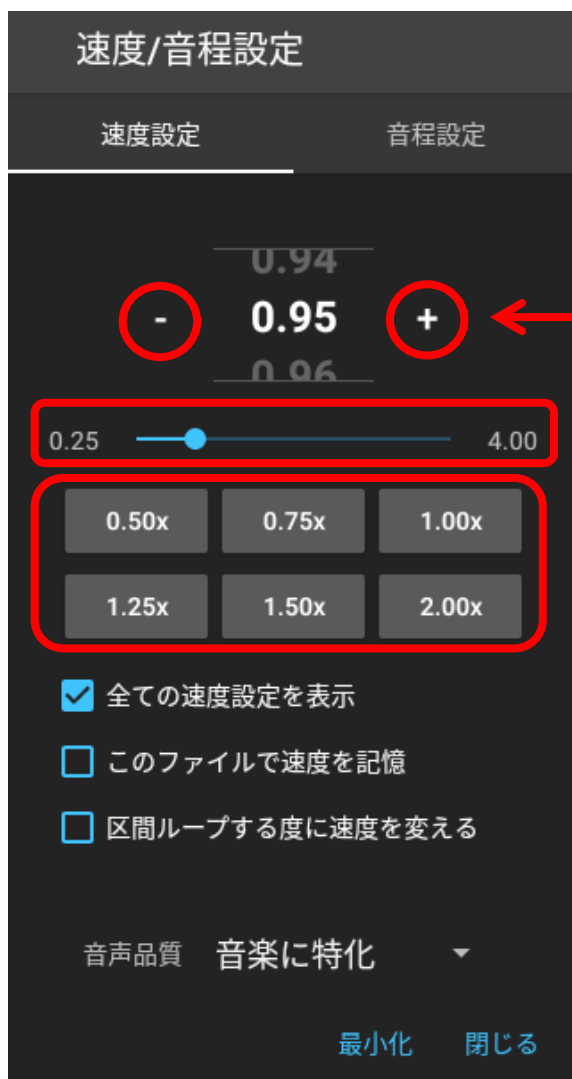 速度/音程設定
速度設定 音程設定
0.94
- 0.95 +
0.96
0.25 4.00
0.50x 0.75x 1.00x
1.25x 1.50x 2.00x
全ての速度設定を表示
このファイルで速度を記憶
区間ループする度に速度を変える
音声品質 音楽に特化
最小化 閉じる